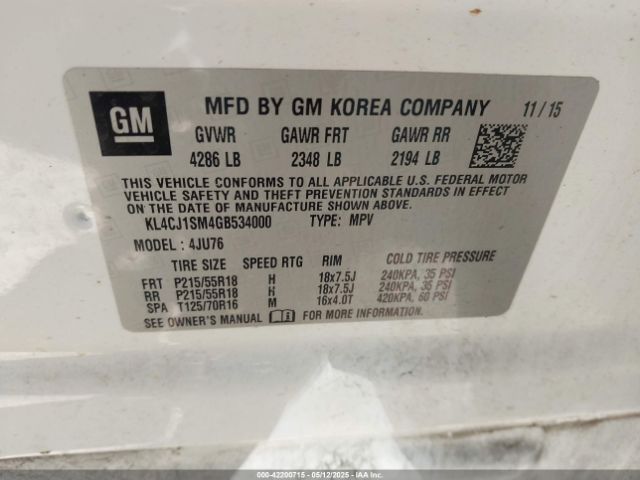 GM
MFD BY GM KOREA COMPANY 11/15
GVWR GAWR FRT GAWR RR
4286 LB 2348 LB 2194 LB
THIS VEHICLE CONFORMS TO ALL APPLICABLE U.S. FEDERAL MOTOR
VEHICLE SAFETY AND THEFT PREVENTION STANDARDS IN EFFECT
ON THE DATE OF MANUFACTURE SHOWN ABOVE.
KL4CJ1SM4GB534000 TYPE: MPV
MODEL : 4JU76
TIRE SIZE SPEED RTG RIM COLD TIRE PRESSURE
FRT P215/55R18 H 18x7.5J 240KPA, 35 PSI
RR P215/55R18 H 18x7.5J 240KPA, 35 PSI
SPA T125/70R16 M 16x4.0T 420KPA, 60 PSI
SEE OWNER'S MANUAL FOR MORE INFORMATION.
000-42200715 - 05/12/2025 - COPYRIGHT IAA, LLC